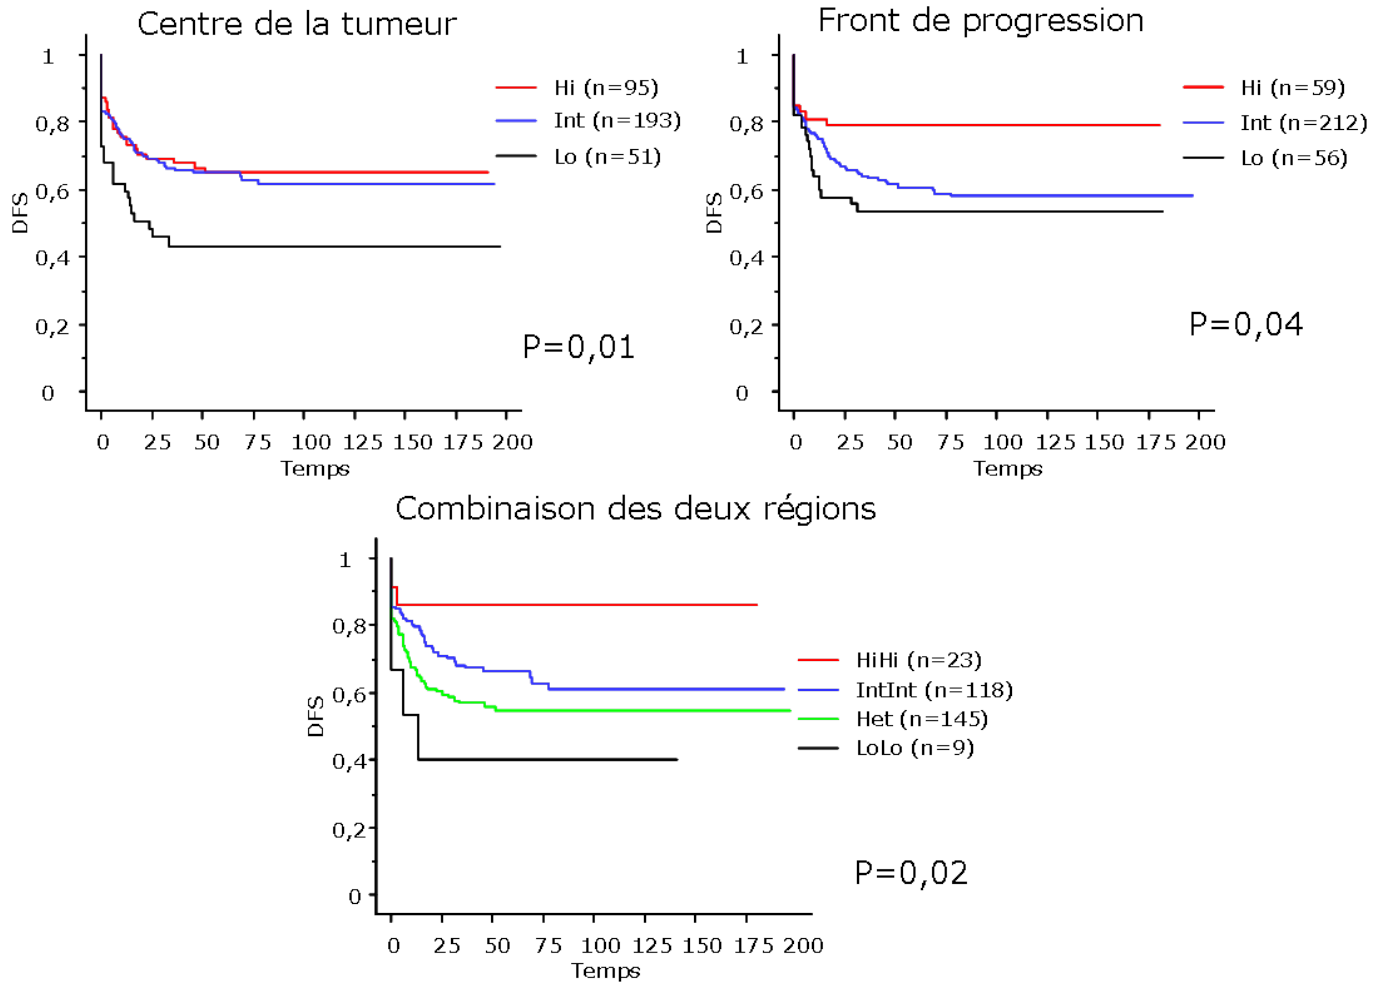 Centre de la tumeur
1
0,8
0,6
0,4
0,2
0
DFS
Hi (n=95)
Int (n=193)
Lo (n=51)
P=0,01
0 25 50 75 100 125 150 175 200
Temps
Front de progression
1
0,8
0,6
0,4
0,2
0
DFS
Hi (n=59)
Int (n=212)
Lo (n=56)
P=0,04
0 25 50 75 100 125 150 175 200
Temps
Combinaison des deux régions
1
0,8
0,6
0,4
0,2
0
DFS
HiHi (n=23)
IntInt (n=118)
Het (n=145)
LoLo (n=9)
P=0,02
0 25 50 75 100 125 150 175 200
Temps